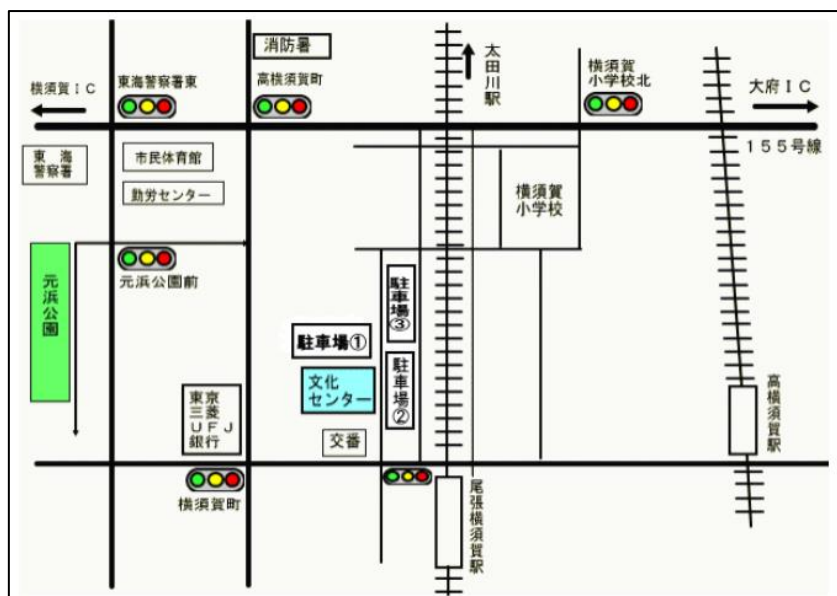 消防暑
太田川駅
横須賀IC
東海警察署東
高横須賀町
横須賀
小学校北
大府IC
155号線
東海
警察署
市民体育館
勤労センター
横須賀
小学校
元浜公園
元浜公園前
駐車場③
駐車場①
駐車場②
文化
センター
東京
三菱
UFJ
銀行
交番
高横須賀駅
横須賀町
尾張横須賀駅